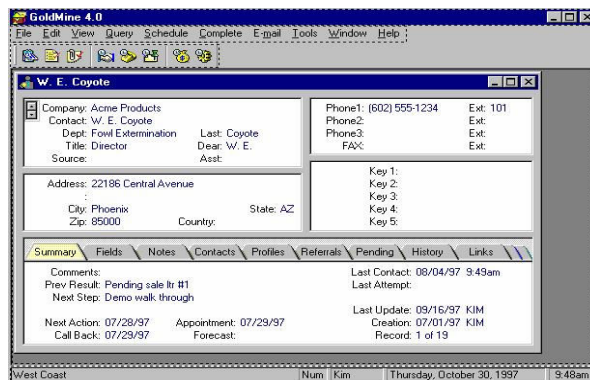 GoldMine 4.0
File Edit View Query Schedule Complete E-mail Tools Window Help
W. E. Coyote
Company: Acme Products
Contact: W. E. Coyote
Dept: Fowl Extermination Last: Coyote
Title: Director Dear: W. E.
Source: Asst:
Phone1: (602) 555-1234 Ext: 101
Phone2: Ext:
Phone3: Ext:
FAX: Ext:
Address: 22186 Central Avenue
:
City: Phoenix State: AZ
Zip: 85000 Country:
Key 1:
Key 2:
Key 3:
Key 4:
Key 5:
Summary Fields Notes Contacts Profiles Referrals Pending History Links
Comments:
Prev Result: Pending sale ltr #1
Next Step: Demo walk through
Next Action: 07/28/97 Appointment: 07/29/97
Call Back: 07/29/97 Forecast:
Last Contact: 08/04/97 9:49am
Last Attempt:
Last Update: 09/16/97 KIM
Creation: 07/01/97 KIM
Record: 1 of 19
West Coast Num Kim Thursday, October 30, 1997 9:48am